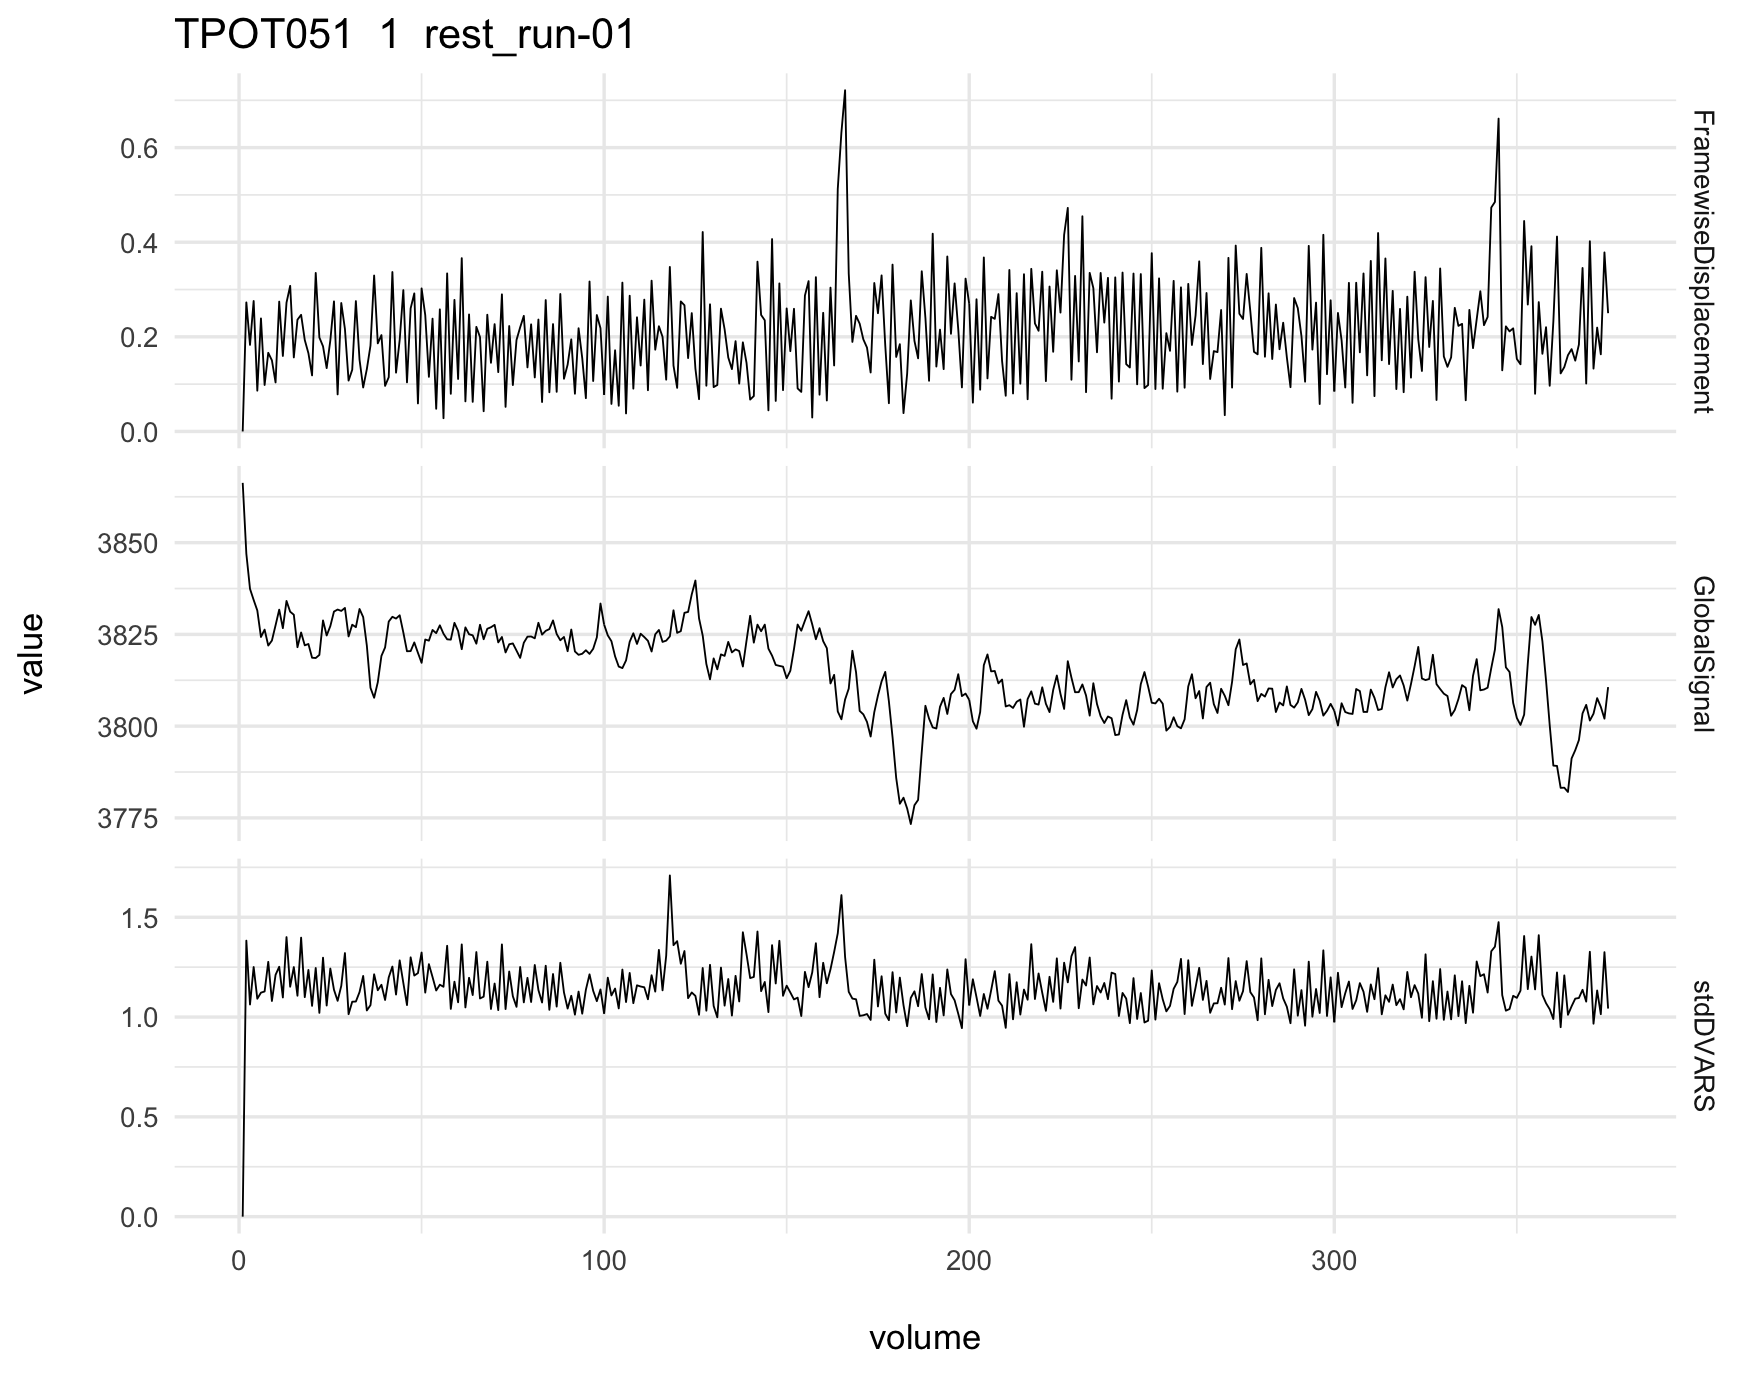 TPOT051 1 rest_run-01
0.6
0.4
0.2
0.0
FramewiseDisplacement
3850
3825
3800
3775
GlobalSignal
1.5
1.0
0.5
0.0
stdDVARS
value
0 100 200 300
volume